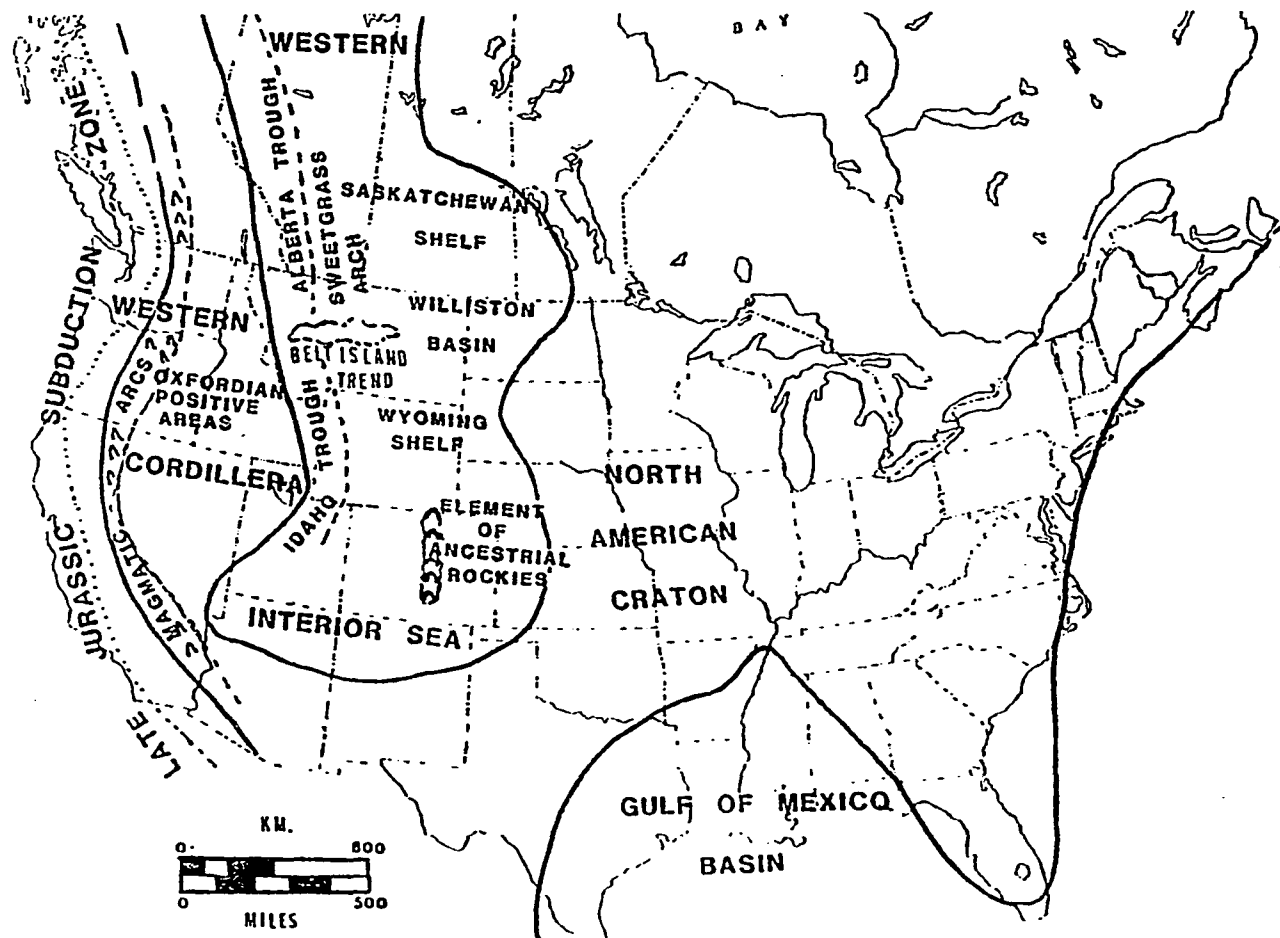 BAY
WESTERN
ZONE
ALBERTA TROUGH
SWEETGRASS
ARCH
SASKATCHEWAN
SHELF
SUBDUCTION
WESTERN
WILLISTON
BASIN
BELT ISLAND
TREND
ARCS ?
? ? ?
? ?
OXFORDIAN
POSITIVE
AREAS
IDAHO TROUGH
WYOMING
SHELF
CORDILLERA
? ? ?
NORTH
AMERICAN
CRATON
ELEMENT
OF
ANCESTRIAL
ROCKIES
JURASSIC
MAGMATIC
INTERIOR SEA
LATE
GULF OF MEXICO
BASIN
KM.
0 600
0 500
MILES